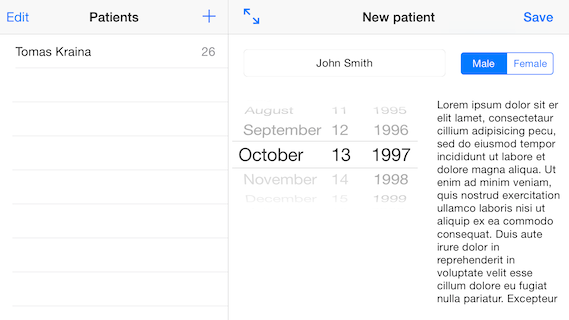 Edit Patients +
Tomas Kraina 26
New patient Save
John Smith Male Female
August 11 1995
September 12 1996
October 13 1997
November 14 1998
December 15 1999
Lorem ipsum dolor sit er
elit lamet, consectetaur
cillium adipisicing pecu,
sed do eiusmod tempor
incididunt ut labore et
dolore magna aliqua. Ut
enim ad minim veniam,
quis nostrud exercitation
ullamco laboris nisi ut
aliquip ex ea commodo
consequat. Duis aute
irure dolor in
reprehenderit in
voluptate velit esse
cillum dolore eu fugiat
nulla pariatur. Excepteur